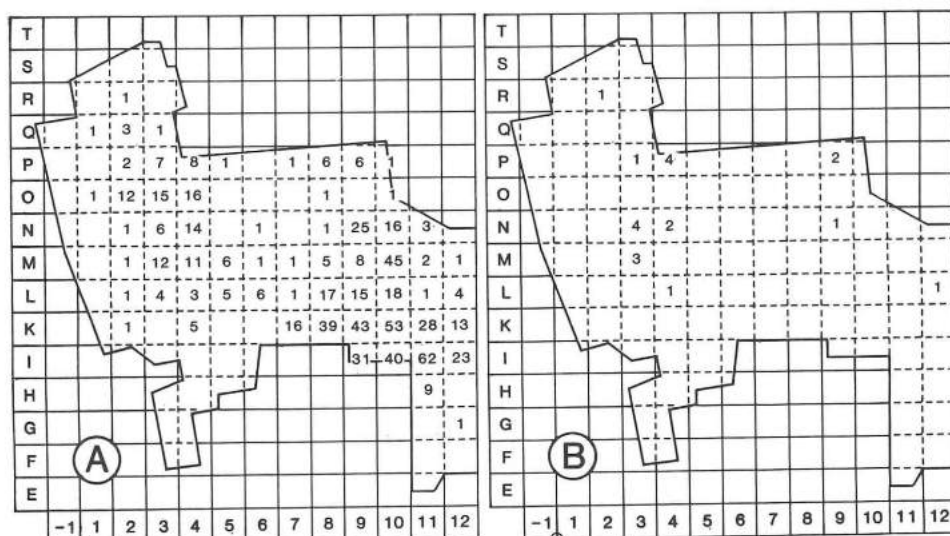 T
S
R 1
Q 1 3 1
P 2 7 8 1 1 6 6 1
O 1 12 15 16 1 1
N 1 6 14 1 1 25 16 3
M 1 12 11 6 1 1 5 8 45 2 1
L 1 4 3 5 6 1 17 15 18 1 4
K 1 5 16 39 43 53 28 13
I 31 40 62 23
H 9
G 1
F
E
A
-1 1 2 3 4 5 6 7 8 9 10 11 12
T
S
R 1
Q
P 1 4 2
O
N 4 2 1
M 3
L 1 1
K
I
H
G
F
E
B
-1 1 2 3 4 5 6 7 8 9 10 11 12